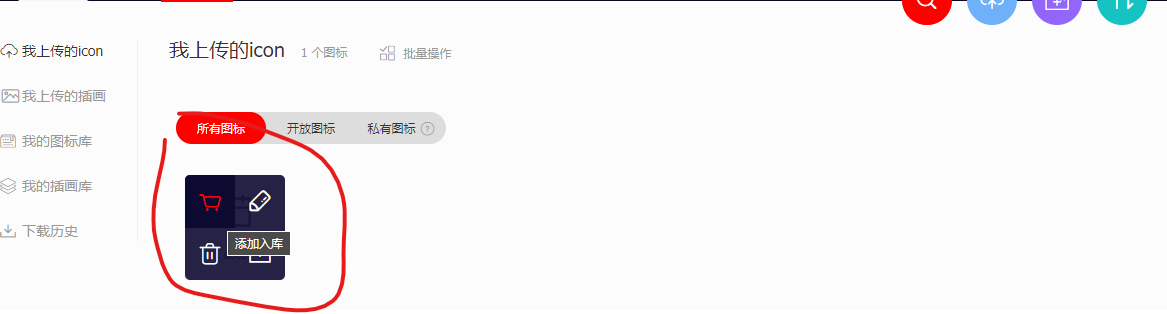 我上传的icon
我上传的插画
我的图标库
我的插画库
下载历史
我上传的icon 1 个图标 批量操作
所有图标 开放图标 私有图标 ?
添加入库